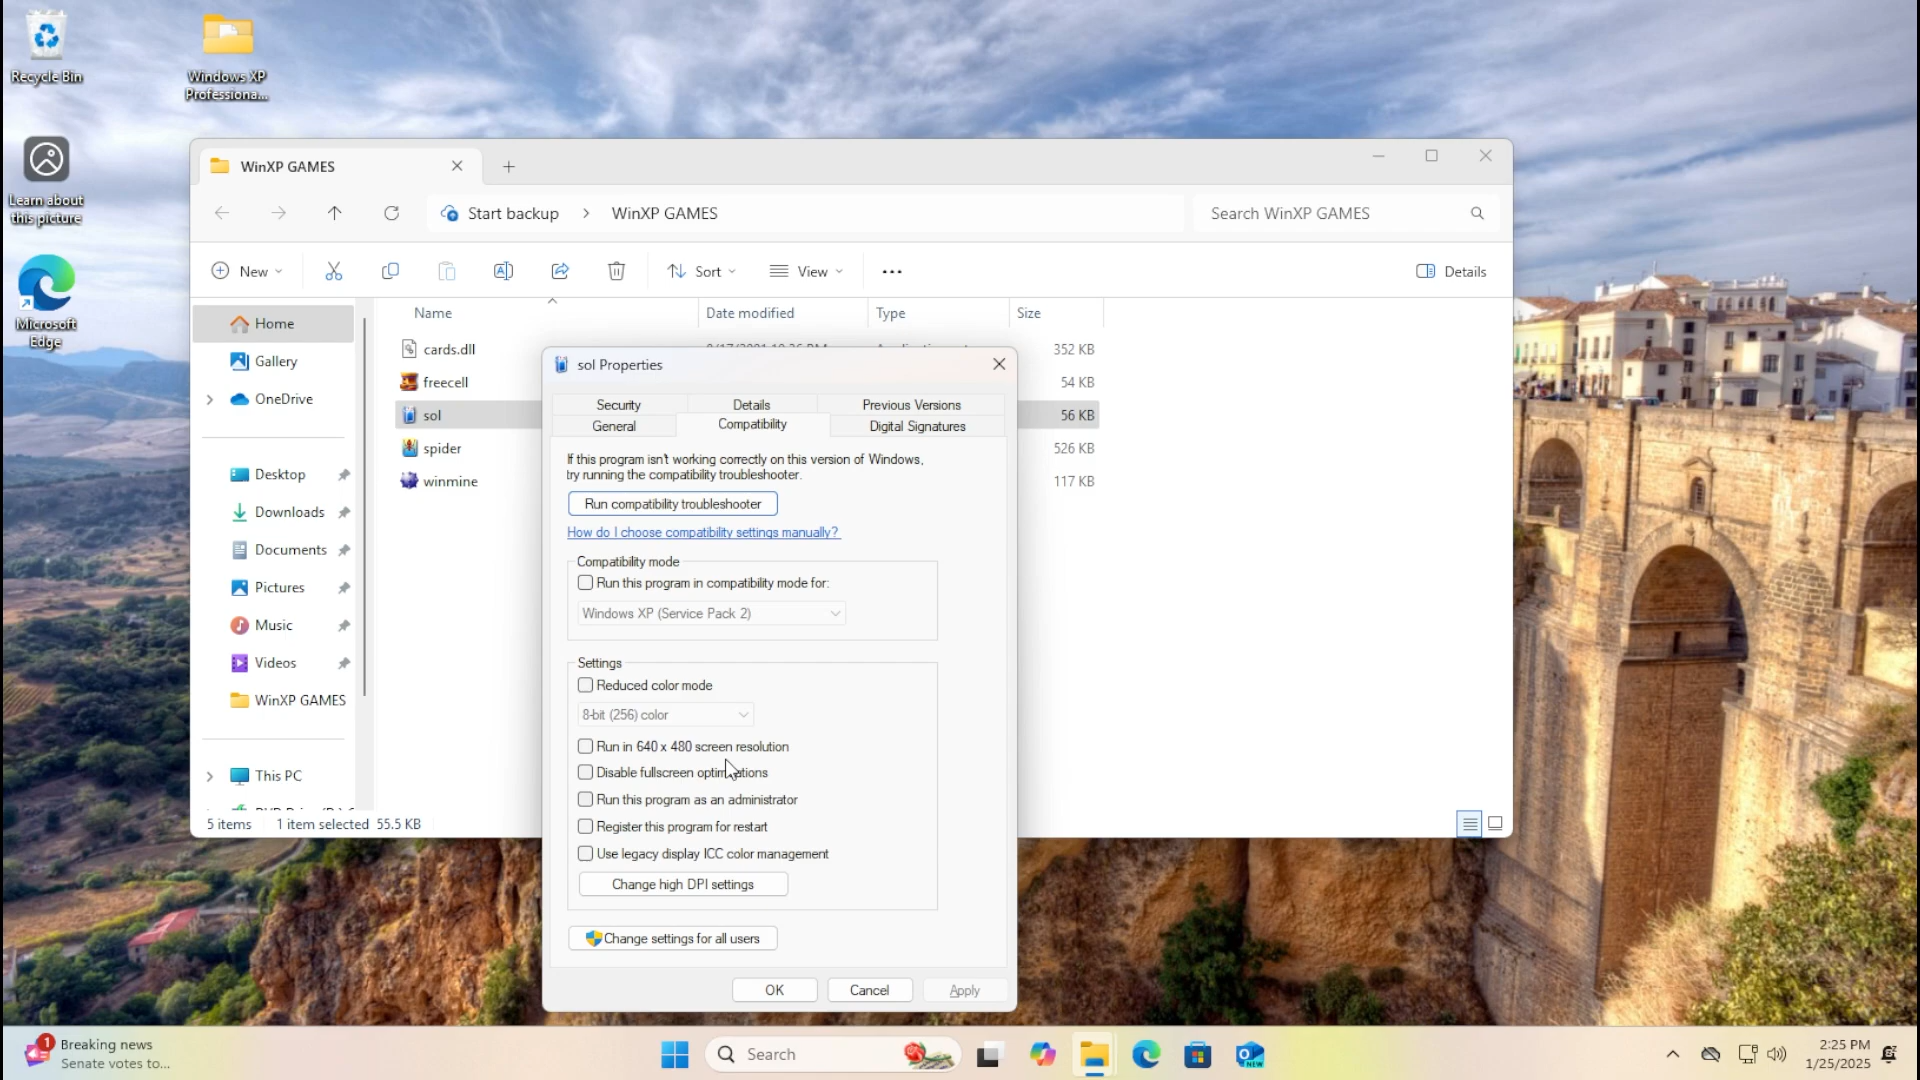 Recycle Bin
Windows XP
Professiona...
Learn about
this picture
Microsoft
Edge
WinXP GAMES
Start backup
WinXP GAMES
Search WinXP GAMES
New
Sort
View
Details
Home
Gallery
OneDrive
Desktop
Downloads
Documents
Pictures
Music
Videos
WinXP GAMES
This PC
Name
Date modified
Type
Size
cards.dll
352 KB
freecell
54 KB
sol
56 KB
spider
526 KB
winmine
117 KB
5 items
1 item selected 55.5 KB
sol Properties
Security
Details
Previous Versions
General
Compatibility
Digital Signatures
If this program isn't working correctly on this version of Windows,
try running the compatibility troubleshooter.
Run compatibility troubleshooter
How do I choose compatibility settings manually?
Compatibility mode
Run this program in compatibility mode for:
Windows XP (Service Pack 2)
Settings
Reduced color mode
8-bit (256) color
Run in 640 x 480 screen resolution
Disable fullscreen optimizations
Run this program as an administrator
Register this program for restart
Use legacy display ICC color management
Change high DPI settings
Change settings for all users
OK
Cancel
Apply
1
Breaking news
Senate votes to...
Search
NEW
2:25 PM
1/25/2025